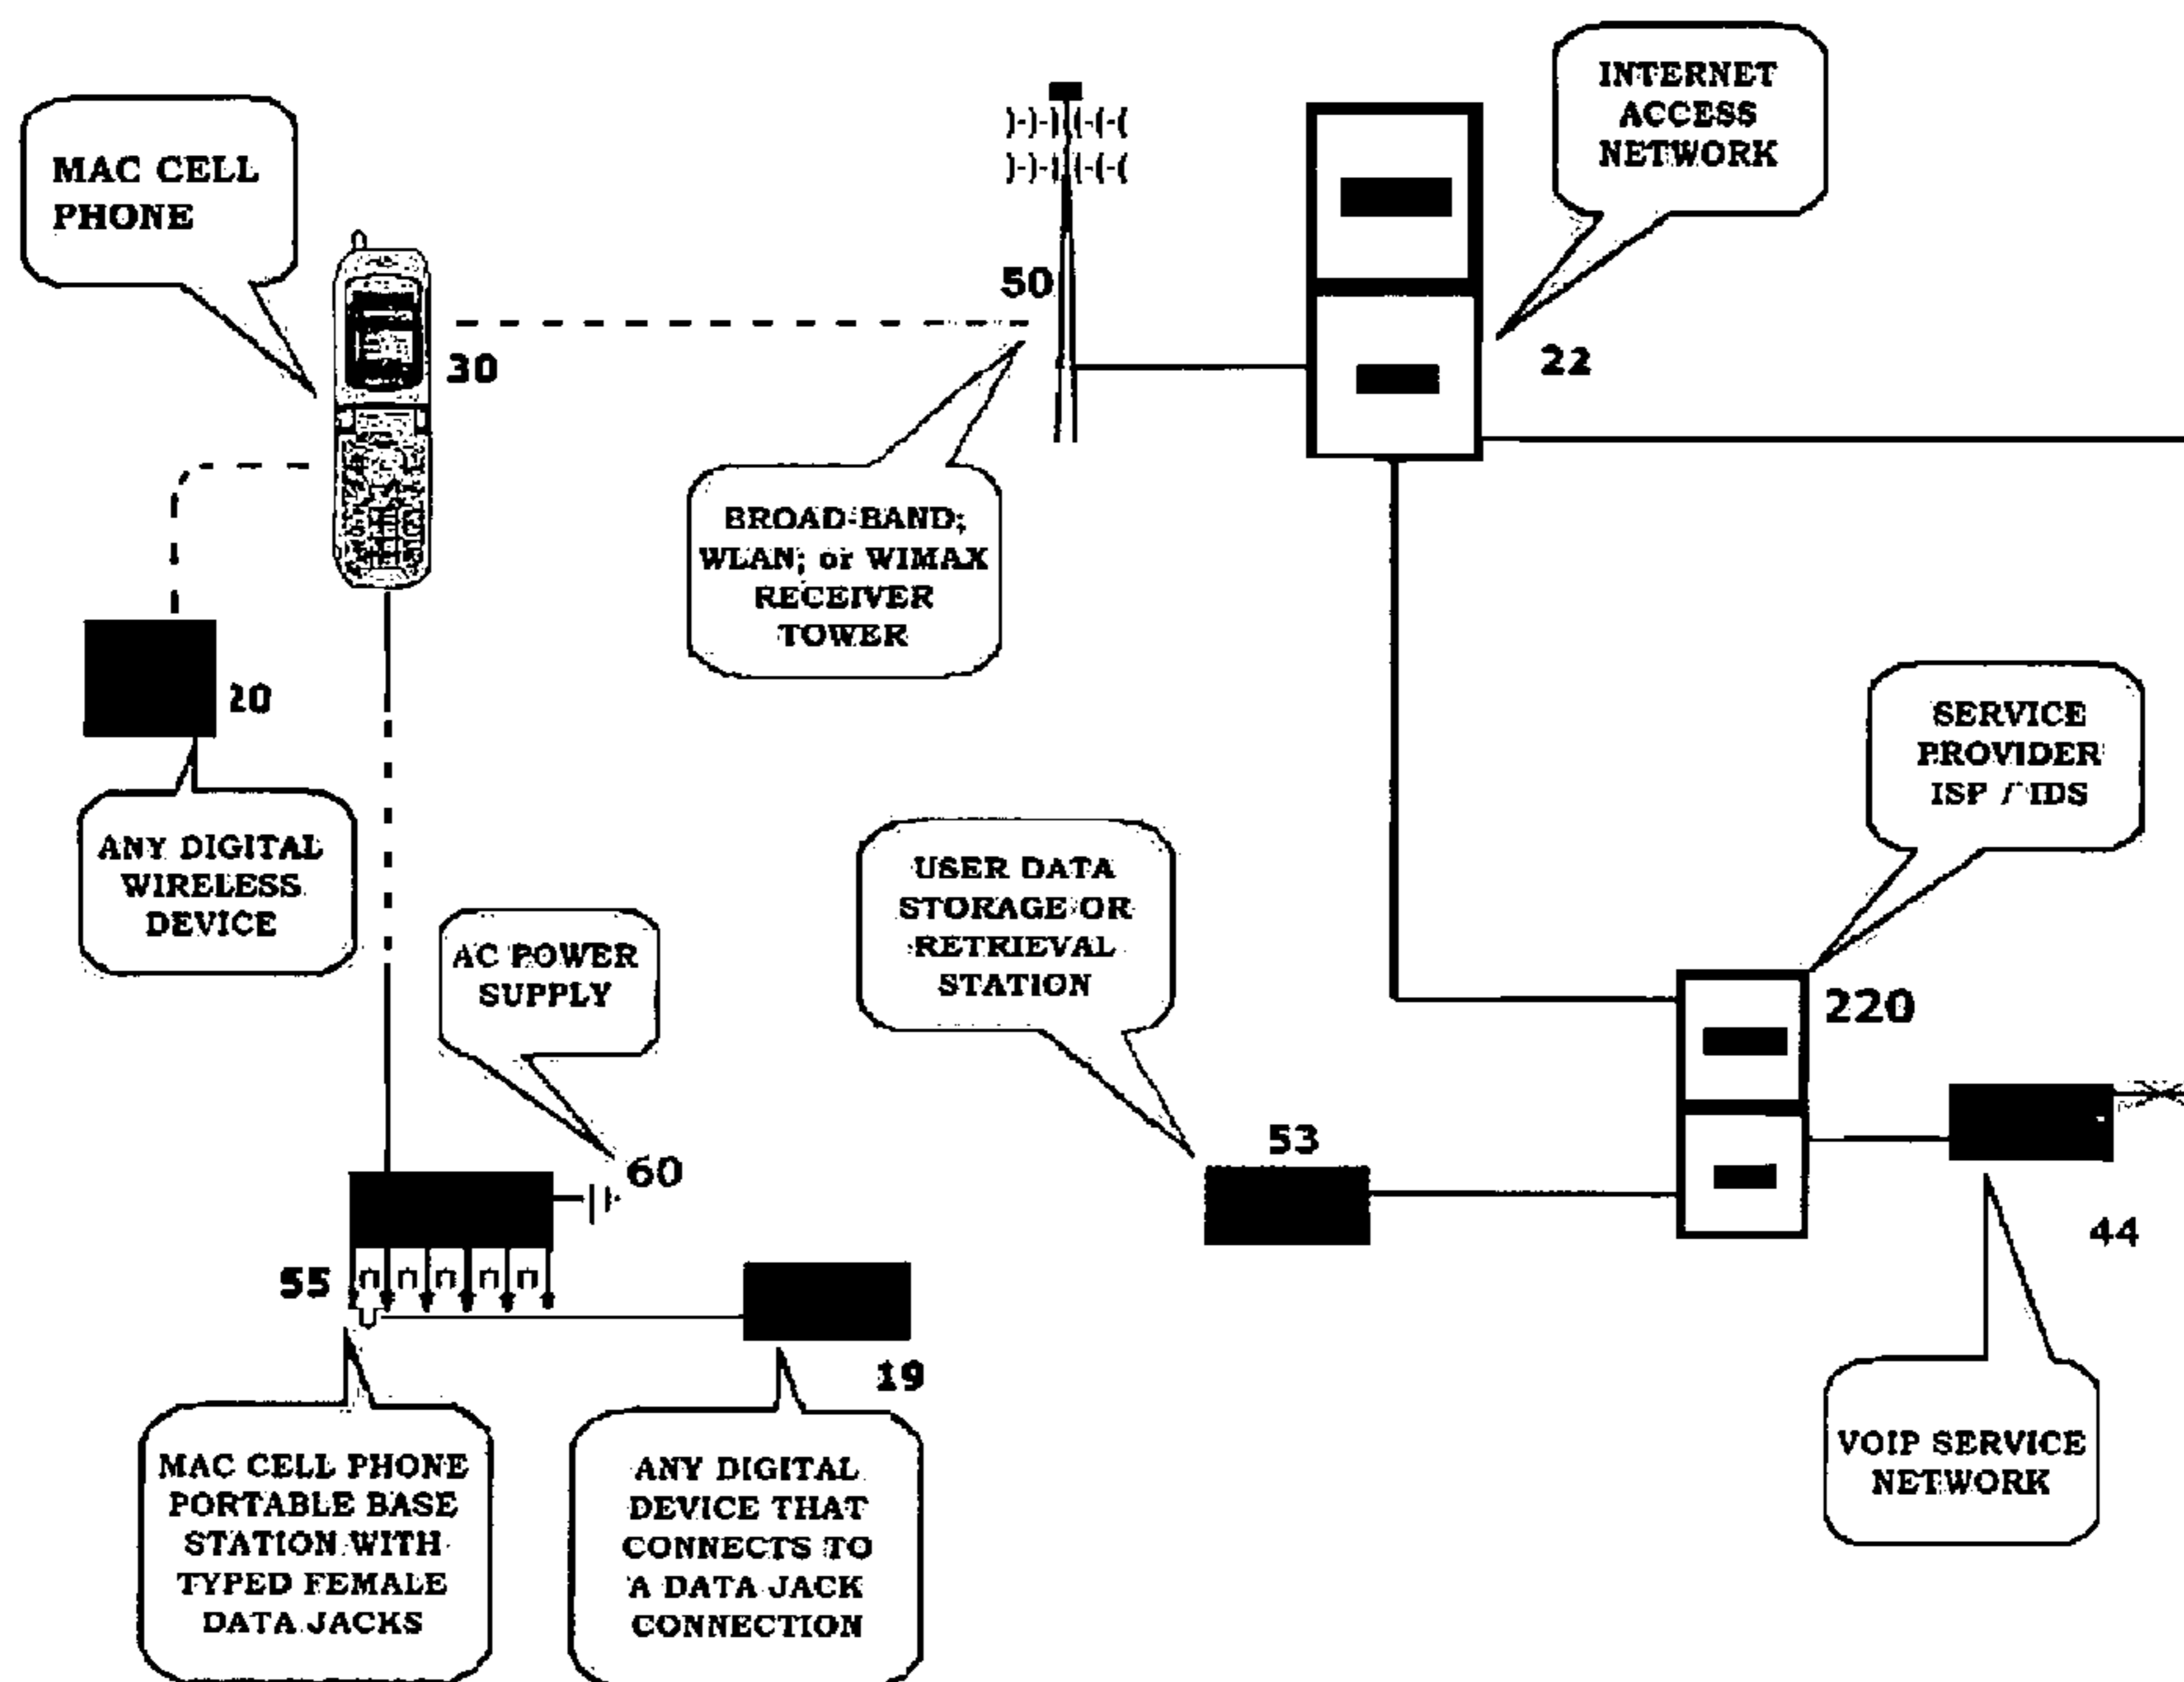 INTERNET
ACCESS
NETWORK
MAC CELL
PHONE
50
30
22
BROAD-BAND;
WLAN; or WIMAX
RECEIVER
TOWER
20
SERVICE
PROVIDER
ISP / IDS
ANY DIGITAL
WIRELESS
DEVICE
USER DATA
STORAGE OR
RETRIEVAL
STATION
AC POWER
SUPPLY
220
53
60
44
55
19
VOIP SERVICE
NETWORK
MAC CELL PHONE
PORTABLE BASE
STATION WITH
TYPED FEMALE
DATA JACKS
ANY DIGITAL
DEVICE THAT
CONNECTS TO
A DATA JACK
CONNECTION